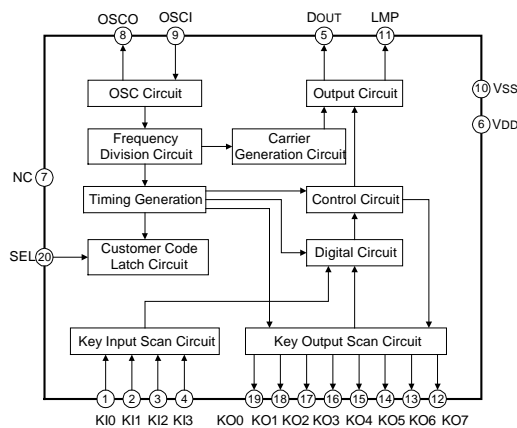 OSCO OSCI DOUT LMP
8 9 5 11
OSC Circuit
Output Circuit
10 VSS
6 VDD
Frequency
Division Circuit
Carrier
Generation Circuit
NC 7
Timing Generation
Control Circuit
SEL 20
Customer Code
Latch Circuit
Digital Circuit
Key Input Scan Circuit
Key Output Scan Circuit
1 2 3 4 19 18 17 16 15 14 13 12
KI0 KI1 KI2 KI3 KO0 KO1 KO2 KO3 KO4 KO5 KO6 KO7